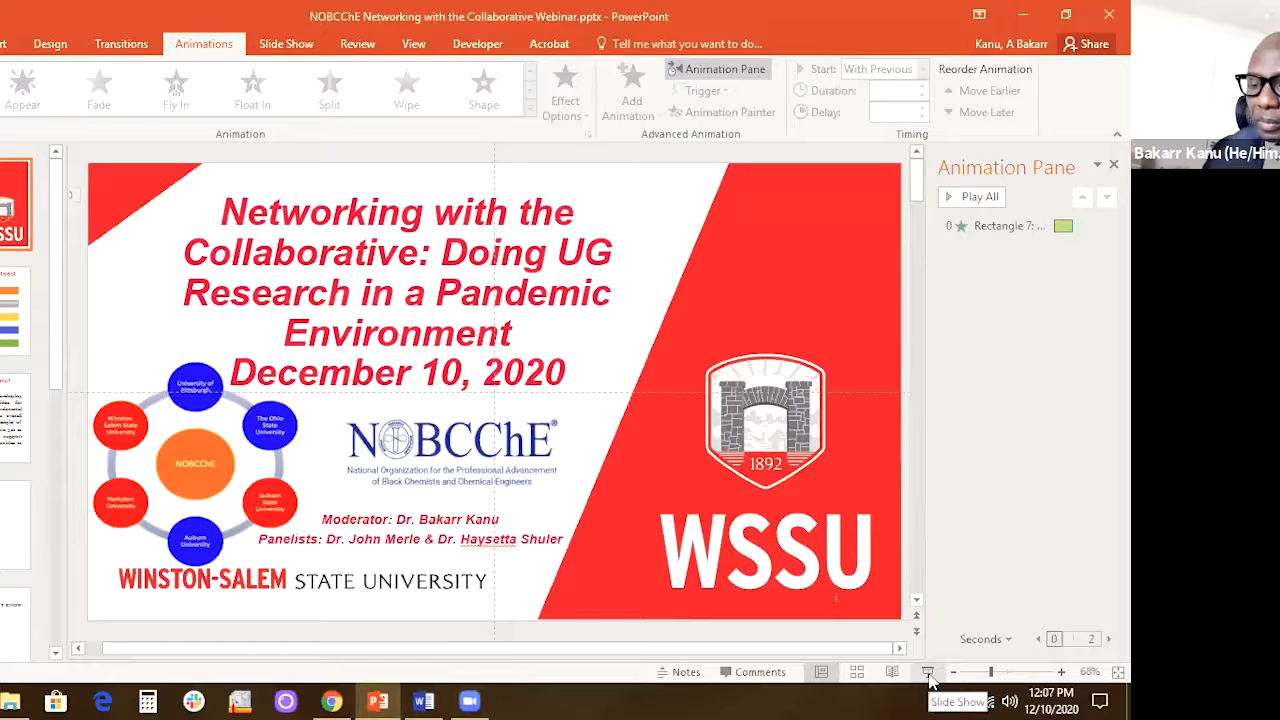 NOBCChE Networking with the Collaborative Webinar.pptx - PowerPoint
rt Design Transitions Animations Slide Show Review View Developer Acrobat Tell me what you want to do... Kanu, A Bakarr Share
Appear Fade Fly In Float In Split Wipe Shape
Effect Options
Add Animation
Animation Pane
Trigger
Animation Painter
Start: With Previous
Duration:
Delay:
Reorder Animation
Move Earlier
Move Later
Animation Advanced Animation Timing
Bakarr Kanu (He/Him
SSU
Networking with the
Collaborative: Doing UG
Research in a Pandemic
Environment
December 10, 2020
University of
Pittsburgh
Winston-
Salem State
University
The Ohio
State
University
NOBCChE
Hampton
University
Jackson
State
University
Auburn
University
NOBCChE®
National Organization for the Professional Advancement
of Black Chemists and Chemical Engineers
Moderator: Dr. Bakarr Kanu
Panelists: Dr. John Merle & Dr. Haysetta Shuler
WINSTON-SALEM STATE UNIVERSITY
1892
WSSU
1
Animation Pane
Play All
0 Rectangle 7: ...
Seconds 0 2
Notes Comments 68%
Slide Show
12:07 PM
12/10/2020